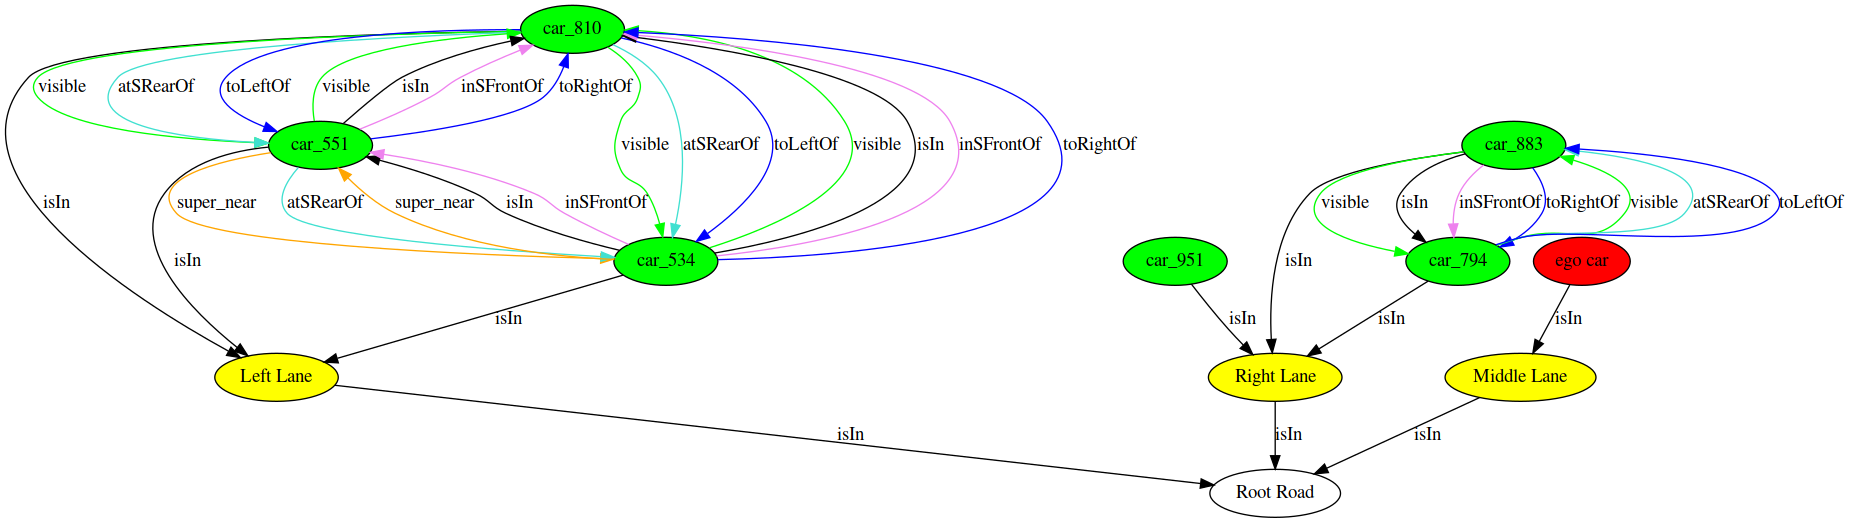 car_810
visible
atSRearOf
toLeftOf
visible
isIn
inSFrontOf
toRightOf
car_551
visible
atSRearOf
toLeftOf
visible
isIn
inSFrontOf
toRightOf
car_883
isIn
super_near
atSRearOf
super_near
isIn
inSFrontOf
visible
isIn
inSFrontOf
toRightOf
visible
atSRearOf
toLeftOf
isIn
car_534
isIn
car_951
car_794
ego car
isIn
isIn
isIn
isIn
Left Lane
Right Lane
Middle Lane
isIn
isIn
isIn
Root Road